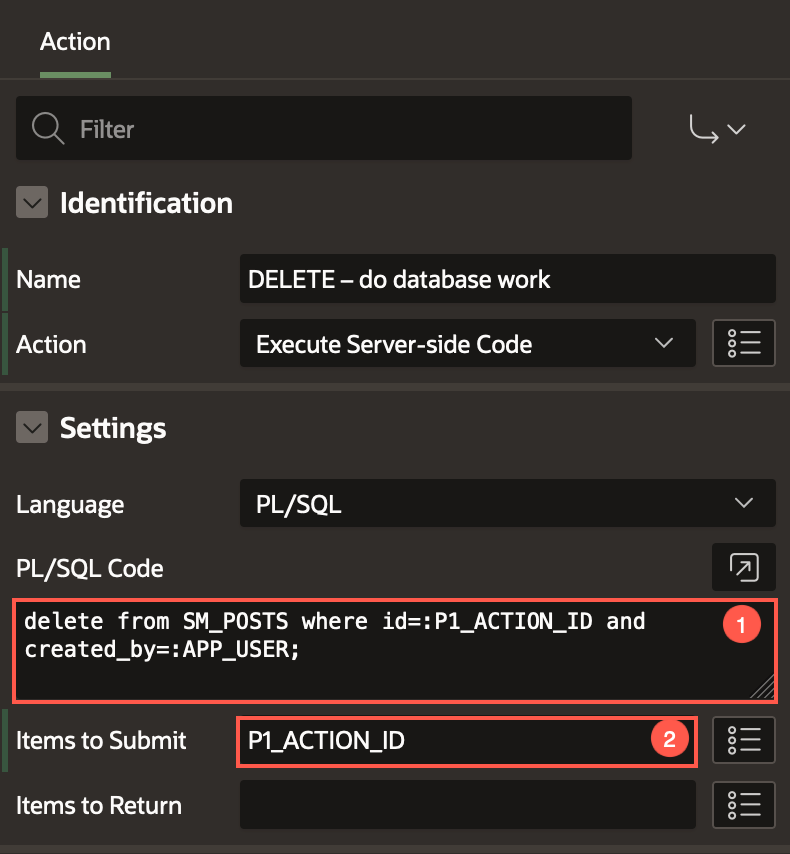 Action
Filter
Identification
Name
DELETE – do database work
Action
Execute Server-side Code
Settings
Language
PL/SQL
PL/SQL Code
delete from SM_POSTS where id=:P1_ACTION_ID and
created_by=:APP_USER;
1
Items to Submit
P1_ACTION_ID
2
Items to Return